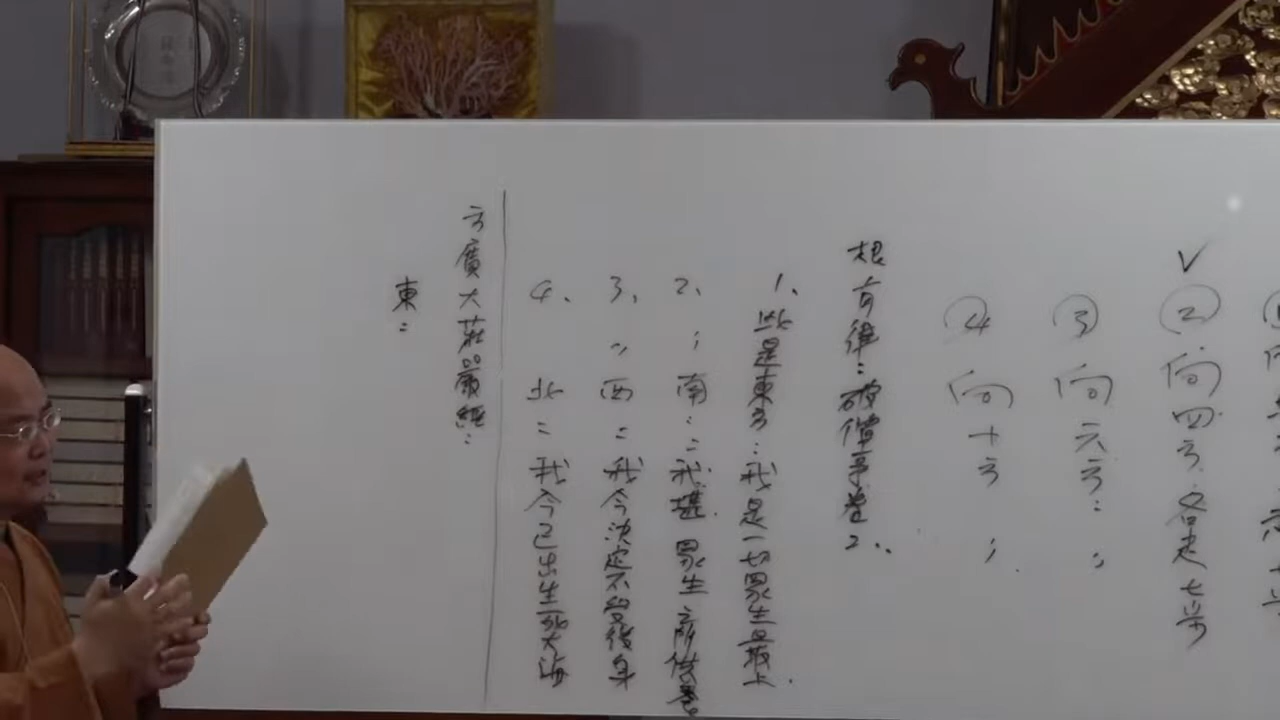 ② 向四方各走七步
③ 向六方：〃
④ 向十方 〃
根有律：破僧事卷2..
1、此是東方：我是一切眾生最上.
2、〃南：：我堪眾生之所供養
3、〃西：我今決定不受後身
4、北：我今已出生死大海
方廣大莊嚴經：
東：